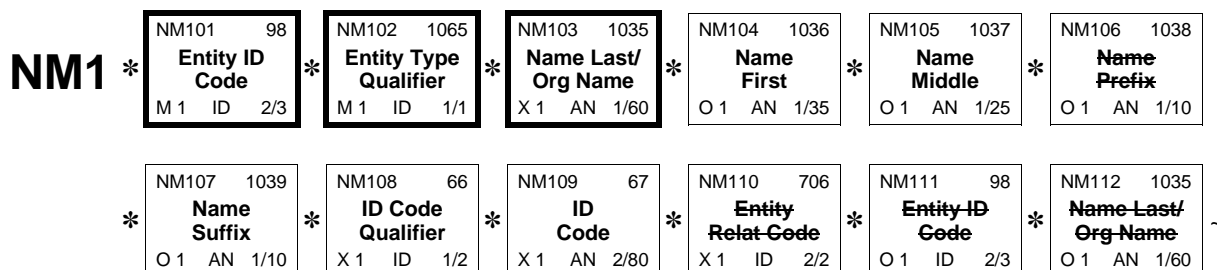 NM101 98 NM102 1065 NM103 1035 NM104 1036 NM105 1037 NM106 1038
NM1 * Entity ID Code * Entity Type Qualifier * Name Last/ Org Name * Name First * Name Middle * Name Prefix
M 1 ID 2/3 M 1 ID 1/1 X 1 AN 1/60 O 1 AN 1/35 O 1 AN 1/25 O 1 AN 1/10
NM107 1039 NM108 66 NM109 67 NM110 706 NM111 98 NM112 1035
* Name Suffix * ID Code Qualifier * ID Code * Entity Relat Code * Entity ID Code * Name Last/ Org Name ~
O 1 AN 1/10 X 1 ID 1/2 X 1 AN 2/80 X 1 ID 2/2 O 1 ID 2/3 O 1 AN 1/60